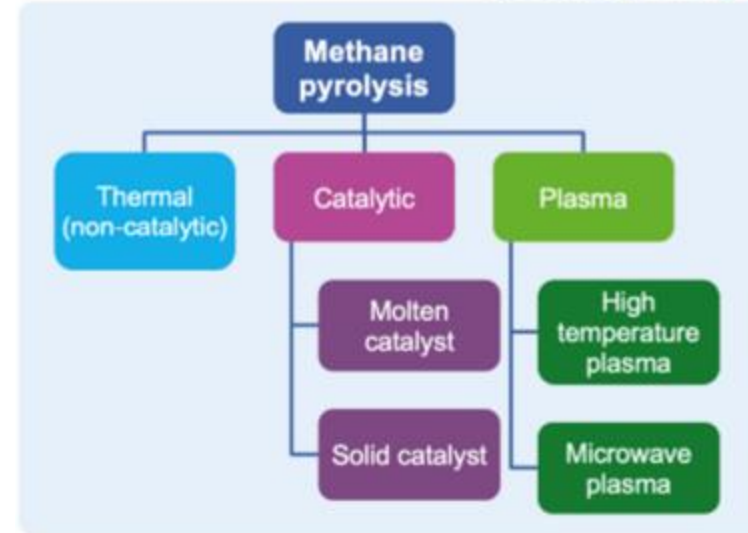 Methane
pyrolysis
Thermal
(non-catalytic)
Catalytic
Plasma
Molten
catalyst
High
temperature
plasma
Solid catalyst
Microwave
plasma